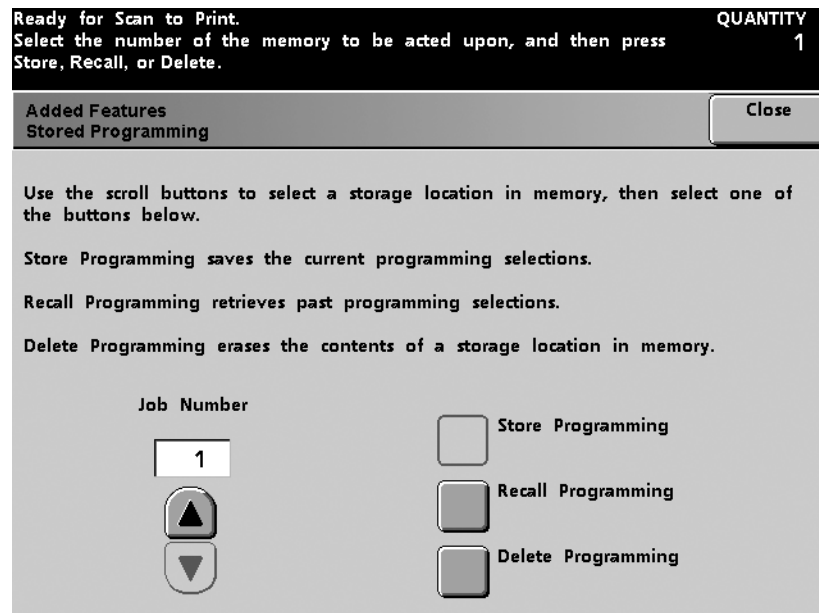 Ready for Scan to Print.
QUANTITY
Select the number of the memory to be acted upon, and then press
1
Store, Recall, or Delete.
Added Features
Close
Stored Programming
Use the scroll buttons to select a storage location in memory, then select one of
the buttons below.
Store Programming saves the current programming selections.
Recall Programming retrieves past programming selections.
Delete Programming erases the contents of a storage location in memory.
Job Number
1
Store Programming
Recall Programming
Delete Programming